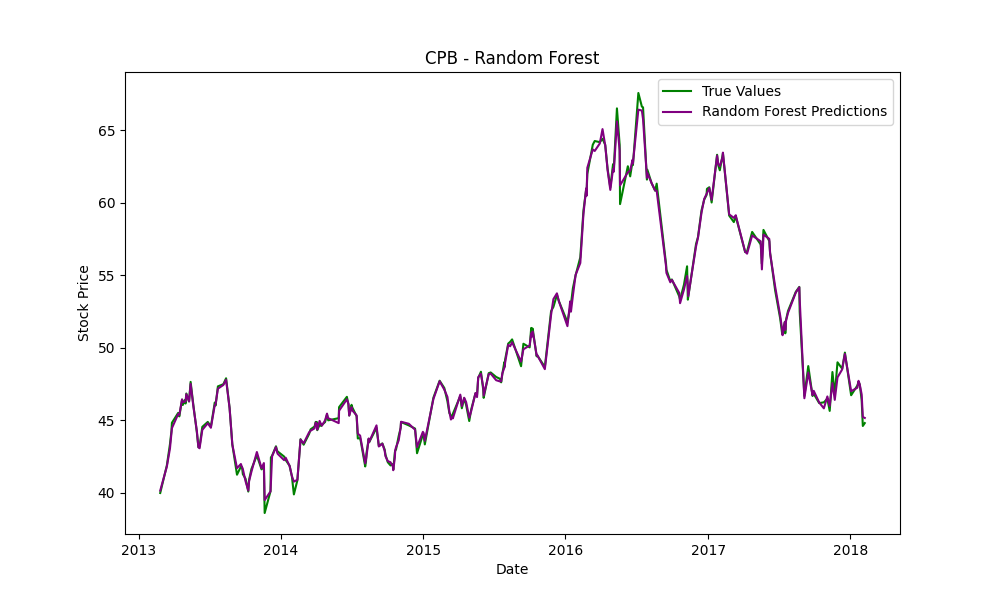 CPB - Random Forest
True Values
Random Forest Predictions
Stock Price
65
60
55
50
45
40
2013
2014
2015
2016
2017
2018
Date